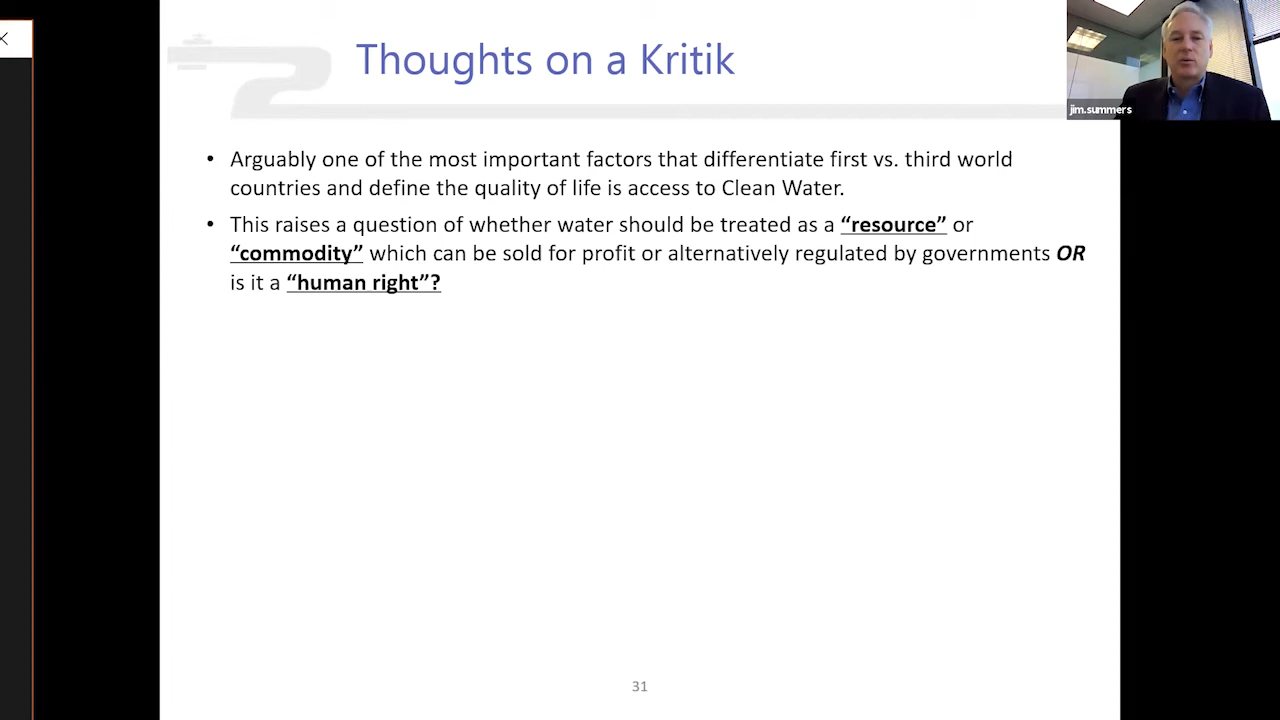 Thoughts on a Kritik
jim.summers
• Arguably one of the most important factors that differentiate first vs. third world
countries and define the quality of life is access to Clean Water.
• This raises a question of whether water should be treated as a “resource” or
“commodity” which can be sold for profit or alternatively regulated by governments OR
is it a “human right”?
31